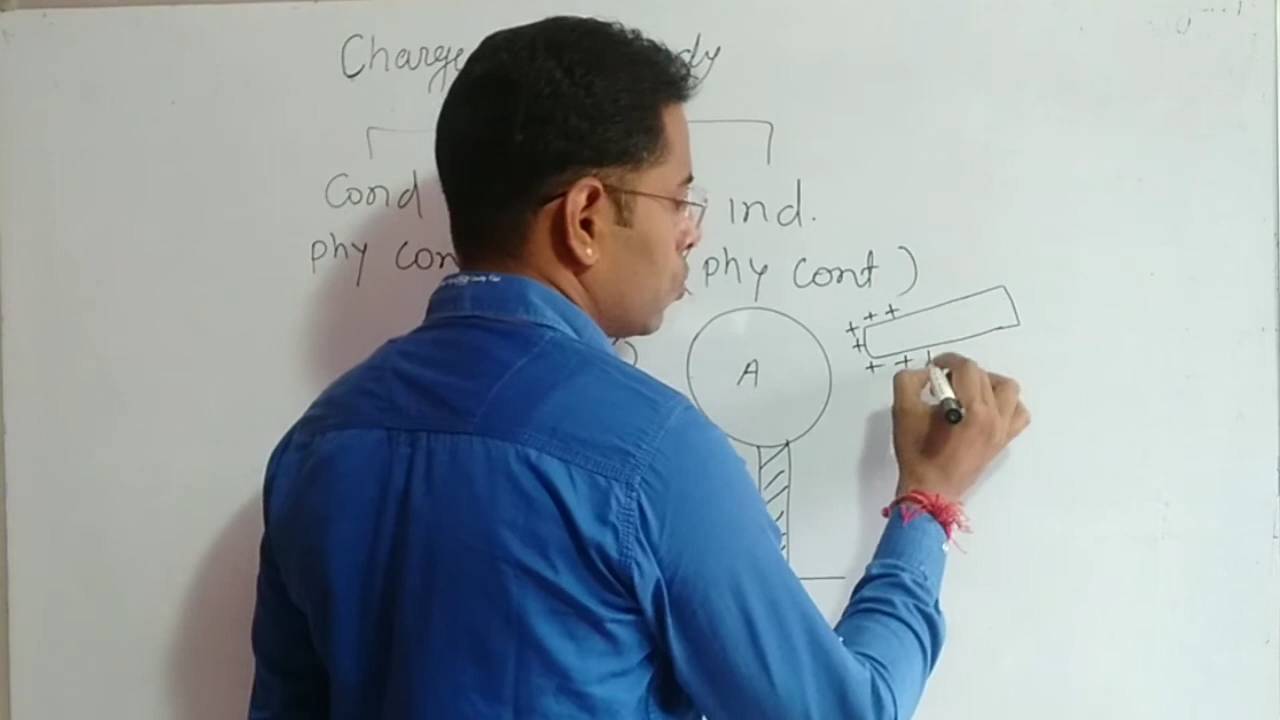 Charge
Cond ind.
phy con phy cont)
A
+ + + + + + + +